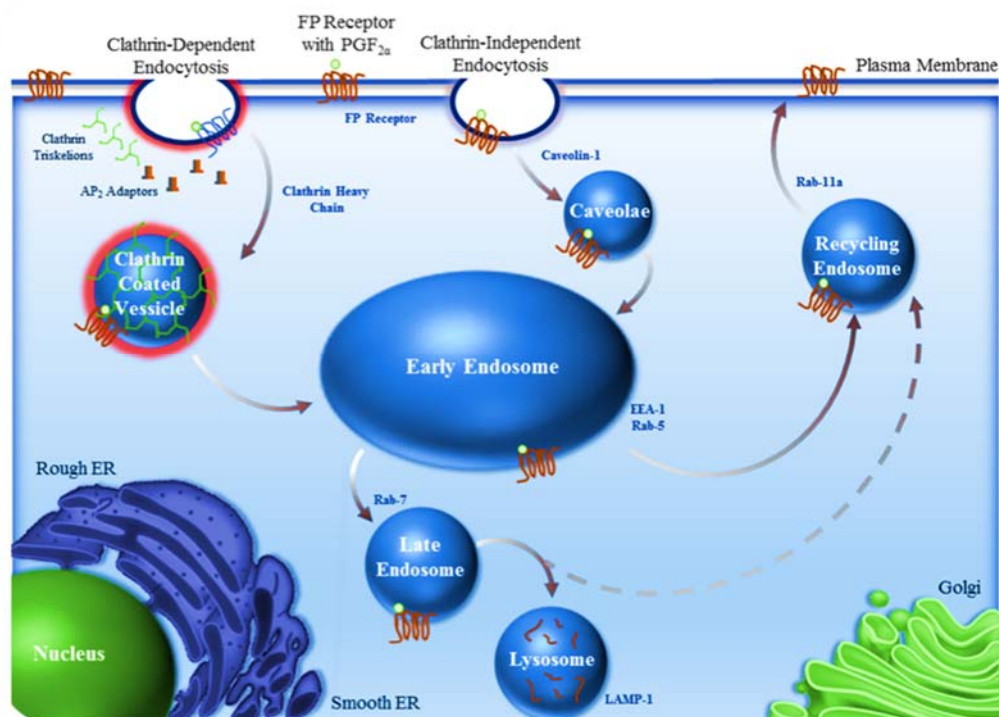 FP Receptor
with PGF2α
Clathrin-Dependent
Endocytosis
Clathrin-Independent
Endocytosis
Plasma Membrane
FP Receptor
Clathrin
Triskelions
AP2 Adaptors
Clathrin Heavy
Chain
Caveolin-1
Rab-11a
Caveolae
Clathrin
Coated
Vessicle
Recycling
Endosome
Early Endosome
EEA-1
Rab-5
Rough ER
Rab-7
Late
Endosome
Golgi
Nucleus
Lysosome
LAMP-1
Smooth ER